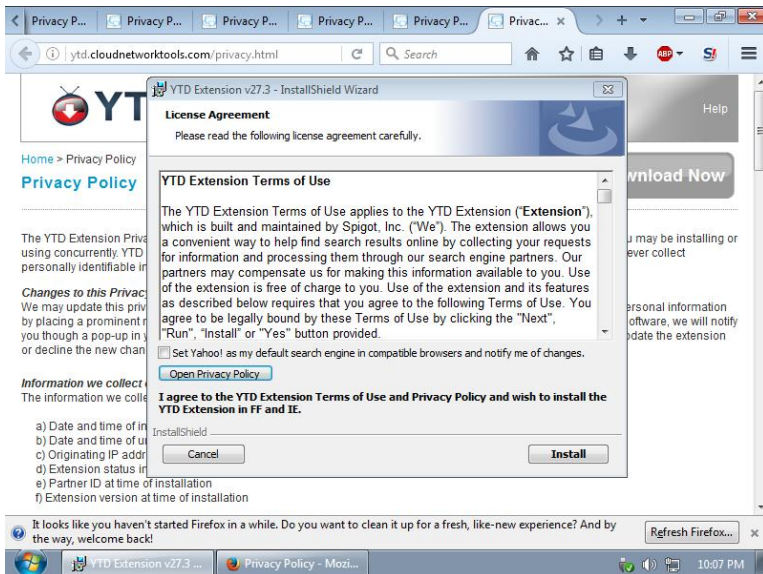 Privacy P...
Privacy P...
Privacy P...
Privacy P...
Privacy P...
Privac...
ytd.cloudnetworktools.com/privacy.html
Search
ABP
YT
Help
Home > Privacy Policy
Privacy Policy
wnload Now
The YTD Extension Priva
u may be installing or
using concurrently. YTD
ever collect
personally identifiable in
Changes to this Privac
We may update this priv
ersonal information
by placing a prominent n
oftware, we will notify
you though a pop-up in y
pdate the extension
or decline the new chan
Information we collect
The information we colle
a) Date and time of in
b) Date and time of u
c) Originating IP addr
d) Extension status in
e) Partner ID at time of installation
f) Extension version at time of installation
YTD Extension v27.3 - InstallShield Wizard
License Agreement
Please read the following license agreement carefully.
YTD Extension Terms of Use
The YTD Extension Terms of Use applies to the YTD Extension (“Extension”),
which is built and maintained by Spigot, Inc. (“We”). The extension allows you
a convenient way to help find search results online by collecting your requests
for information and processing them through our search engine partners. Our
partners may compensate us for making this information available to you. Use
of the extension is free of charge to you. Use of the extension and its features
as described below requires that you agree to the following Terms of Use. You
agree to be legally bound by these Terms of Use by clicking the "Next",
"Run", “Install” or "Yes" button provided.
Set Yahoo! as my default search engine in compatible browsers and notify me of changes.
Open Privacy Policy
I agree to the YTD Extension Terms of Use and Privacy Policy and wish to install the
YTD Extension in FF and IE.
InstallShield
Cancel
Install
It looks like you haven't started Firefox in a while. Do you want to clean it up for a fresh, like-new experience? And by
the way, welcome back!
Refresh Firefox...
YTD Extension v27.3 ...
Privacy Policy - Mozi...
10:07 PM